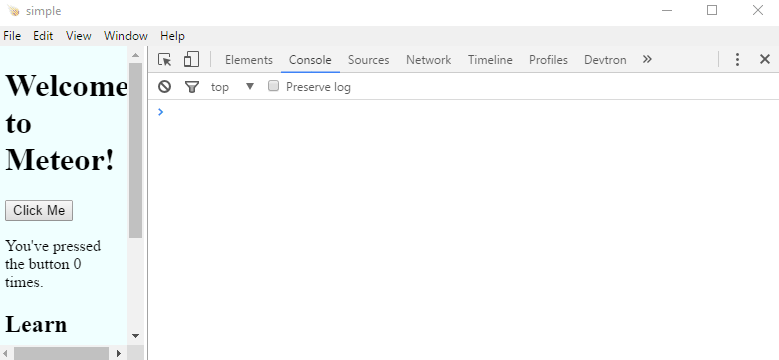 simple
File Edit View Window Help
Elements Console Sources Network Timeline Profiles Devtron
top Preserve log
Welcome
to
Meteor!
Click Me
You've pressed
the button 0
times.
Learn